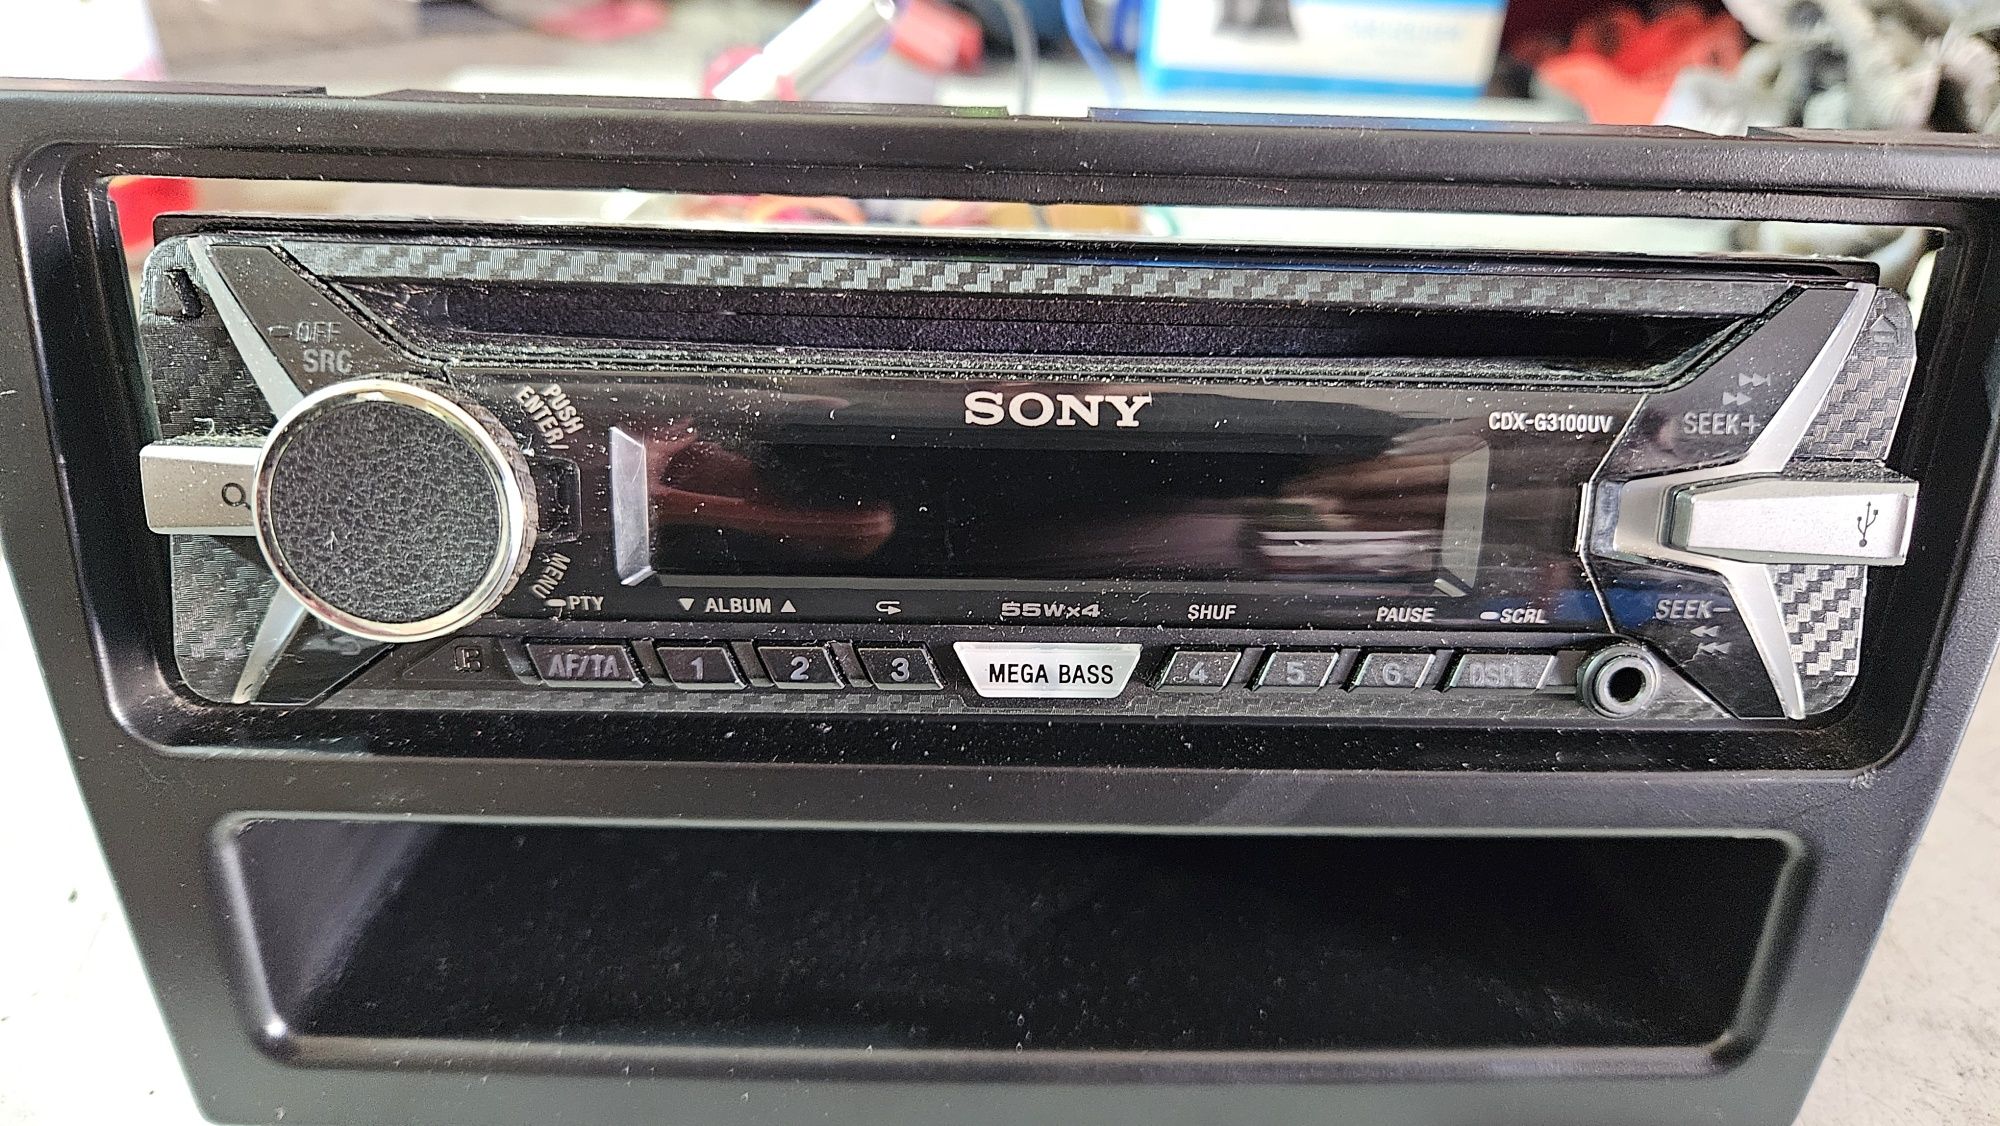 OFF
SRC
PUSH
ENTER/
MENU
SONY
CDX-G3100UV
SEEK+
PTY
▼ ALBUM ▲
55W×4
SHUF
PAUSE
SCRL
SEEK−
AF/TA
1
2
3
MEGA BASS
4
5
6
DSPL